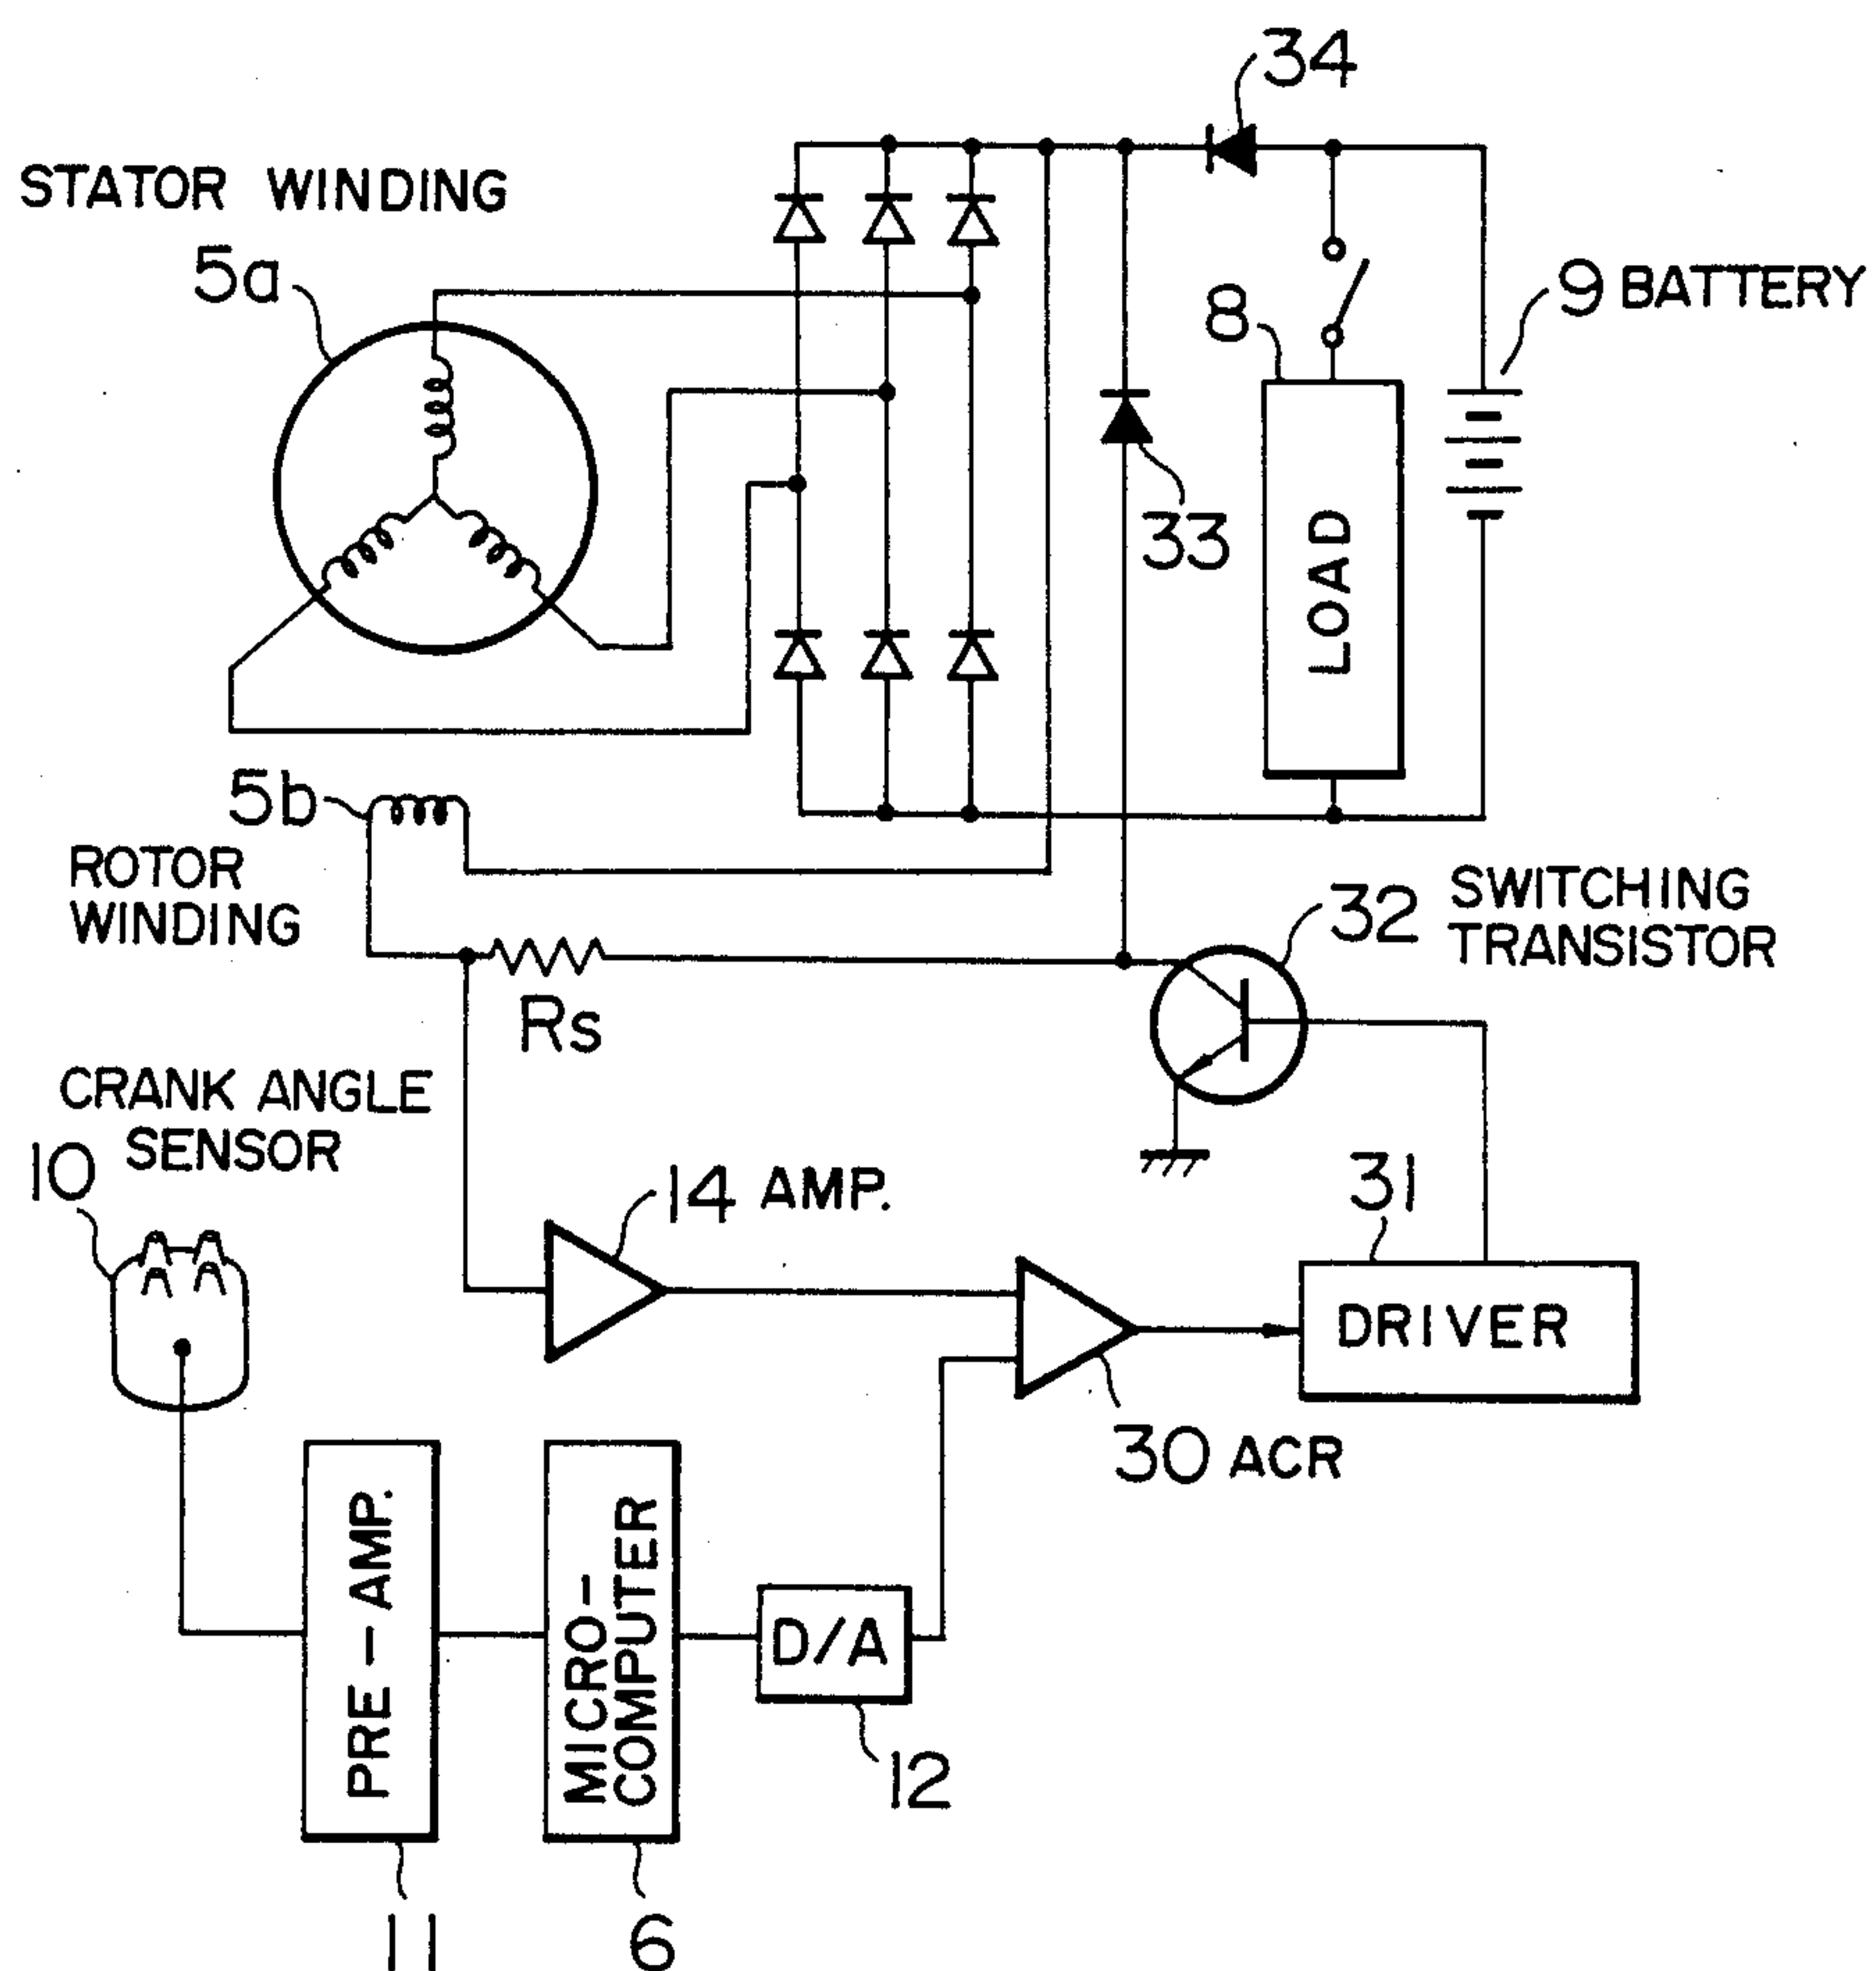 34
STATOR WINDING
5a
8
9 BATTERY
33
LOAD
5b
ROTOR
WINDING
32 SWITCHING
TRANSISTOR
Rs
CRANK ANGLE
SENSOR
10
14 AMP.
31
DRIVER
30 ACR
PRE-AMP.
MICRO-
COMPUTER
D/A
12
11
6